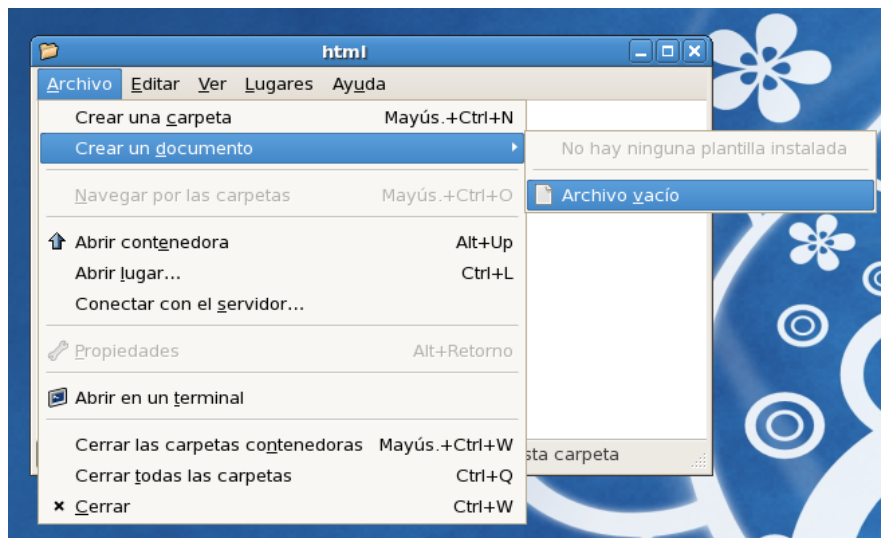 html
Archivo Editar Ver Lugares Ayuda
Crear una carpeta Mayús.+Ctrl+N
Crear un documento
No hay ninguna plantilla instalada
Archivo vacío
Navegar por las carpetas Mayús.+Ctrl+O
Abrir contenedora Alt+Up
Abrir lugar... Ctrl+L
Conectar con el servidor...
Propiedades Alt+Retorno
Abrir en un terminal
Cerrar las carpetas contenedoras Mayús.+Ctrl+W
sta carpeta
Cerrar todas las carpetas Ctrl+Q
Cerrar Ctrl+W